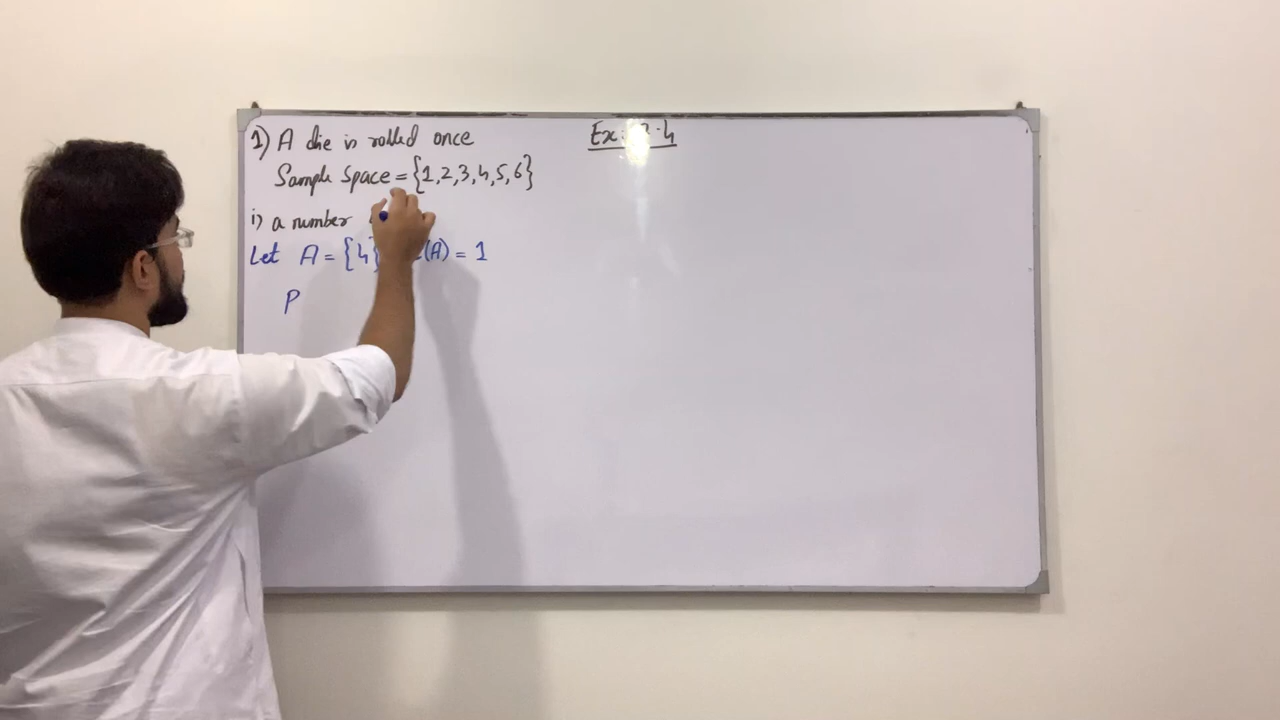 Ex: .4
1) A die is rolled once
Sample Space = {1,2,3,4,5,6}
i) a number
Let A = {4} (A) = 1
P